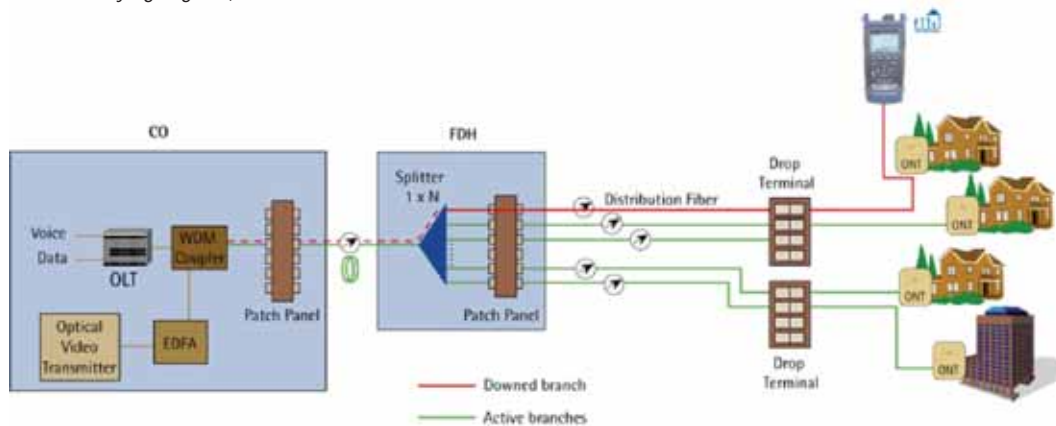 CO
Voice
Data
OLT
WDM
Coupler
Optical
Video
Transmitter
EDFA
Patch Panel
FDH
Splitter
1 x N
Patch Panel
Distribution Fiber
Drop
Terminal
Drop
Terminal
ONT
ONT
ONT
ONT
Downed branch
Active branches